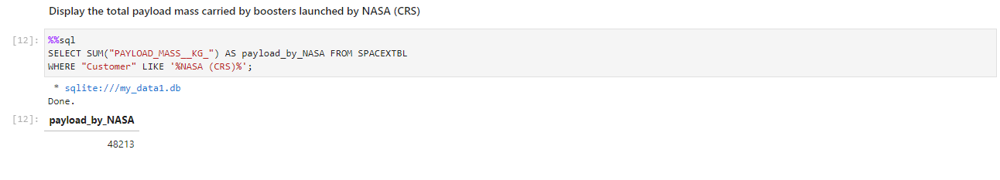 Display the total payload mass carried by boosters launched by NASA (CRS)
[12]: %%sql
SELECT SUM("PAYLOAD_MASS__KG_") AS payload_by_NASA FROM SPACEXTBL
WHERE "Customer" LIKE '%NASA (CRS)%';
* sqlite:///my_data1.db
Done.
[12]: payload_by_NASA
48213